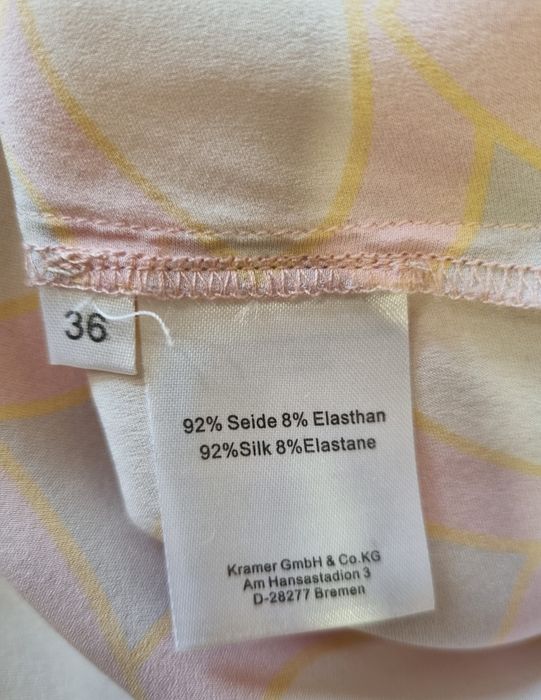 36
92% Seide 8% Elasthan
92%Silk 8%Elastane
Kramer GmbH & Co.KG
Am Hansastadion 3
D-28277 Bremen